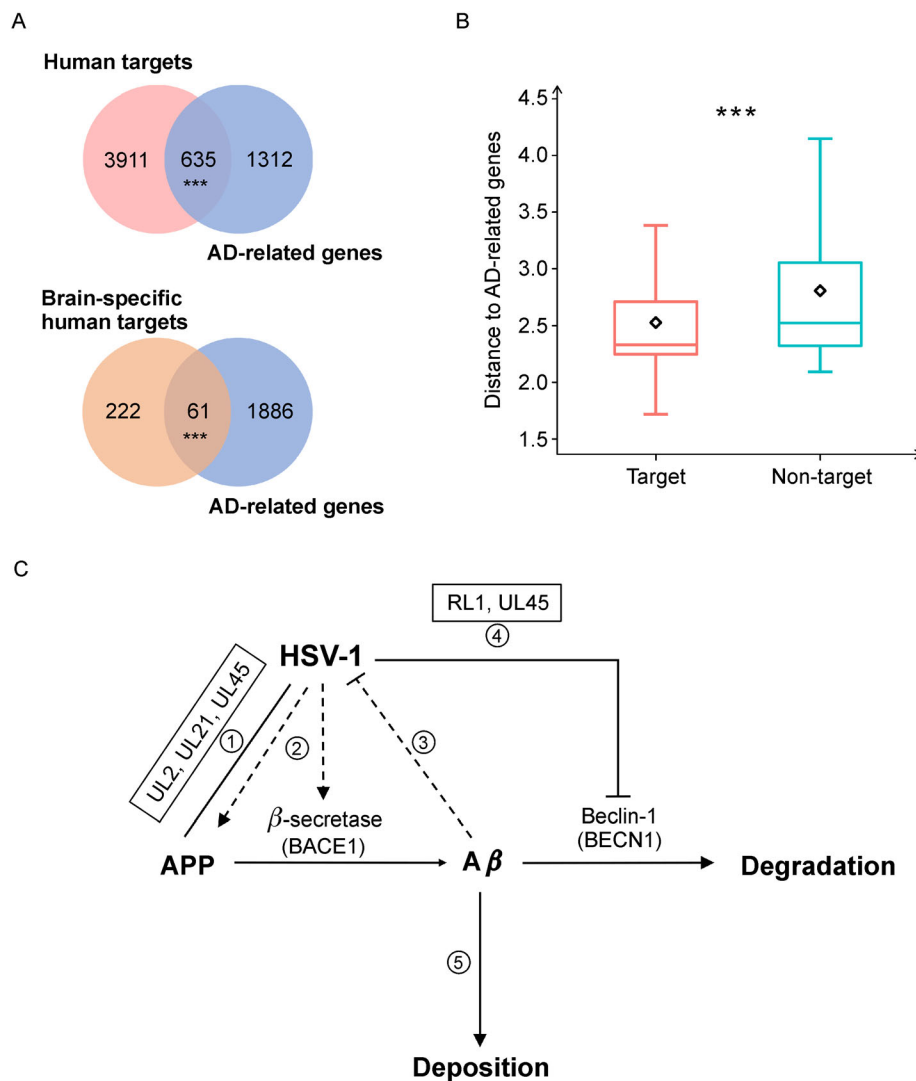 A
Human targets
3911 635 1312
***
AD-related genes
Brain-specific
human targets
222 61 1886
***
AD-related genes
B
Distance to AD-related genes
4.5
4.0
3.0
2.5
2.0
1.5
***
Target Non-target
C
RL1, UL45
④
HSV-1
UL2, UL21, UL45
①
②
③
β-secretase
(BACE1)
Beclin-1
(BECN1)
APP
Aβ
Degradation
⑤
Deposition